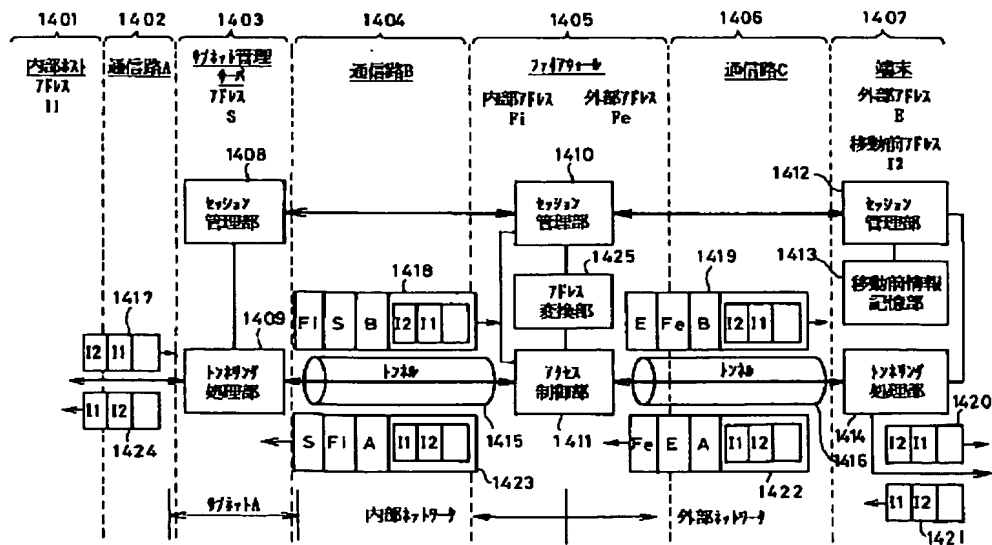 1401
1402
1403
1404
1405
1406
1407
内部ホスト
アドレス
I1
通信路A
サブネット管理
サーバ
アドレス
S
通信路B
ファイアウォール
内部アドレス
Fi
外部アドレス
Fe
通信路C
端末
外部アドレス
E
移動前アドレス
I2
1408
セッション
管理部
1410
セッション
管理部
1412
セッション
管理部
1413
移動前情報
記憶部
1425
アドレス
変換部
1418
Fi S B I2 I1
1419
E Fe B I2 I1
1417
I2 I1
1409
トンネリング
処理部
トンネル
1415
アクセス
制御部
1411
トンネル
1416
トンネリング
処理部
1414
1420
I2 I1
I1 I2
1424
S Fi A I1 I2
1423
Fe E A I1 I2
1422
I1 I2
1421
サブネットA
内部ネットワーク
外部ネットワーク